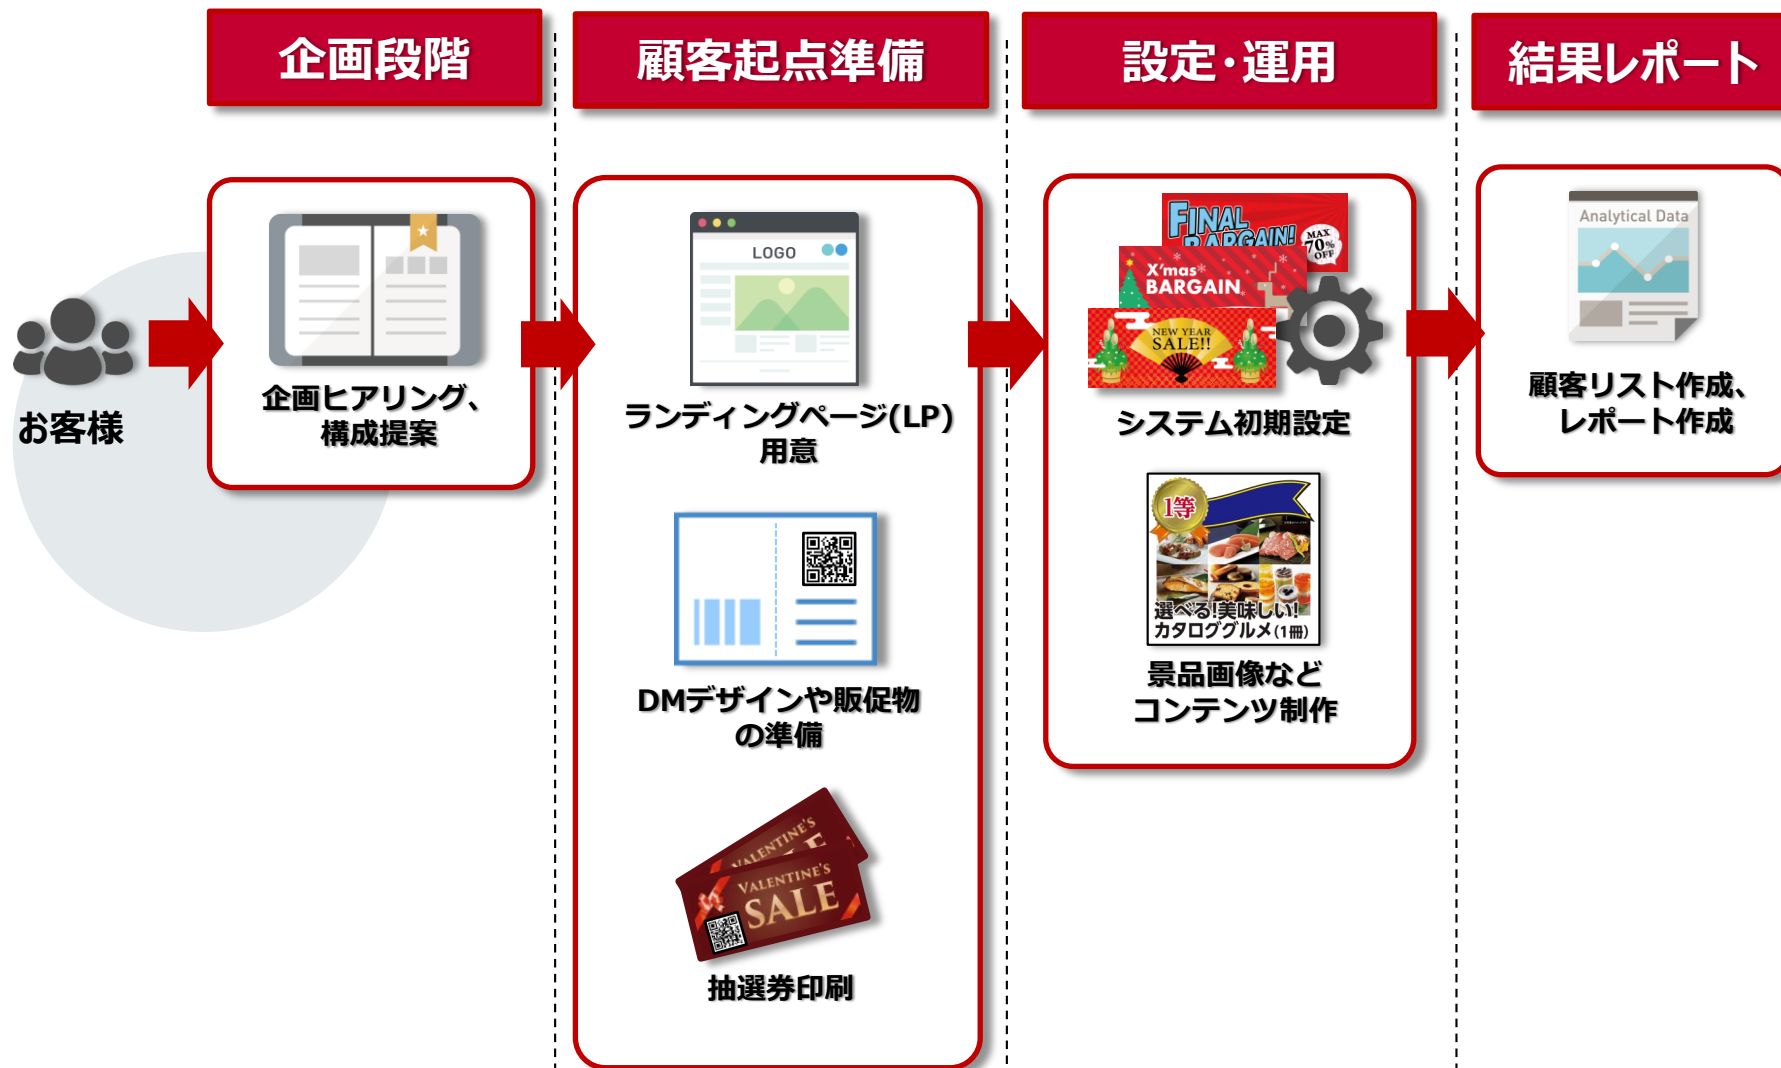 企画段階
顧客起点準備
設定・運用
結果レポート
お客様
企画ヒアリング、
構成提案
LOGO
ランディングページ(LP)
用意
DMデザインや販促物
の準備
VALENTINE'S
SALE
VALENTINE'S
SALE
抽選券印刷
FINAL
BARGAIN!
MAX
70%
OFF
X'mas
BARGAIN
NEW YEAR
SALE!!
システム初期設定
1等
選べる!美味しい!
カタロググルメ(1冊)
景品画像など
コンテンツ制作
Analytical Data
顧客リスト作成、
レポート作成